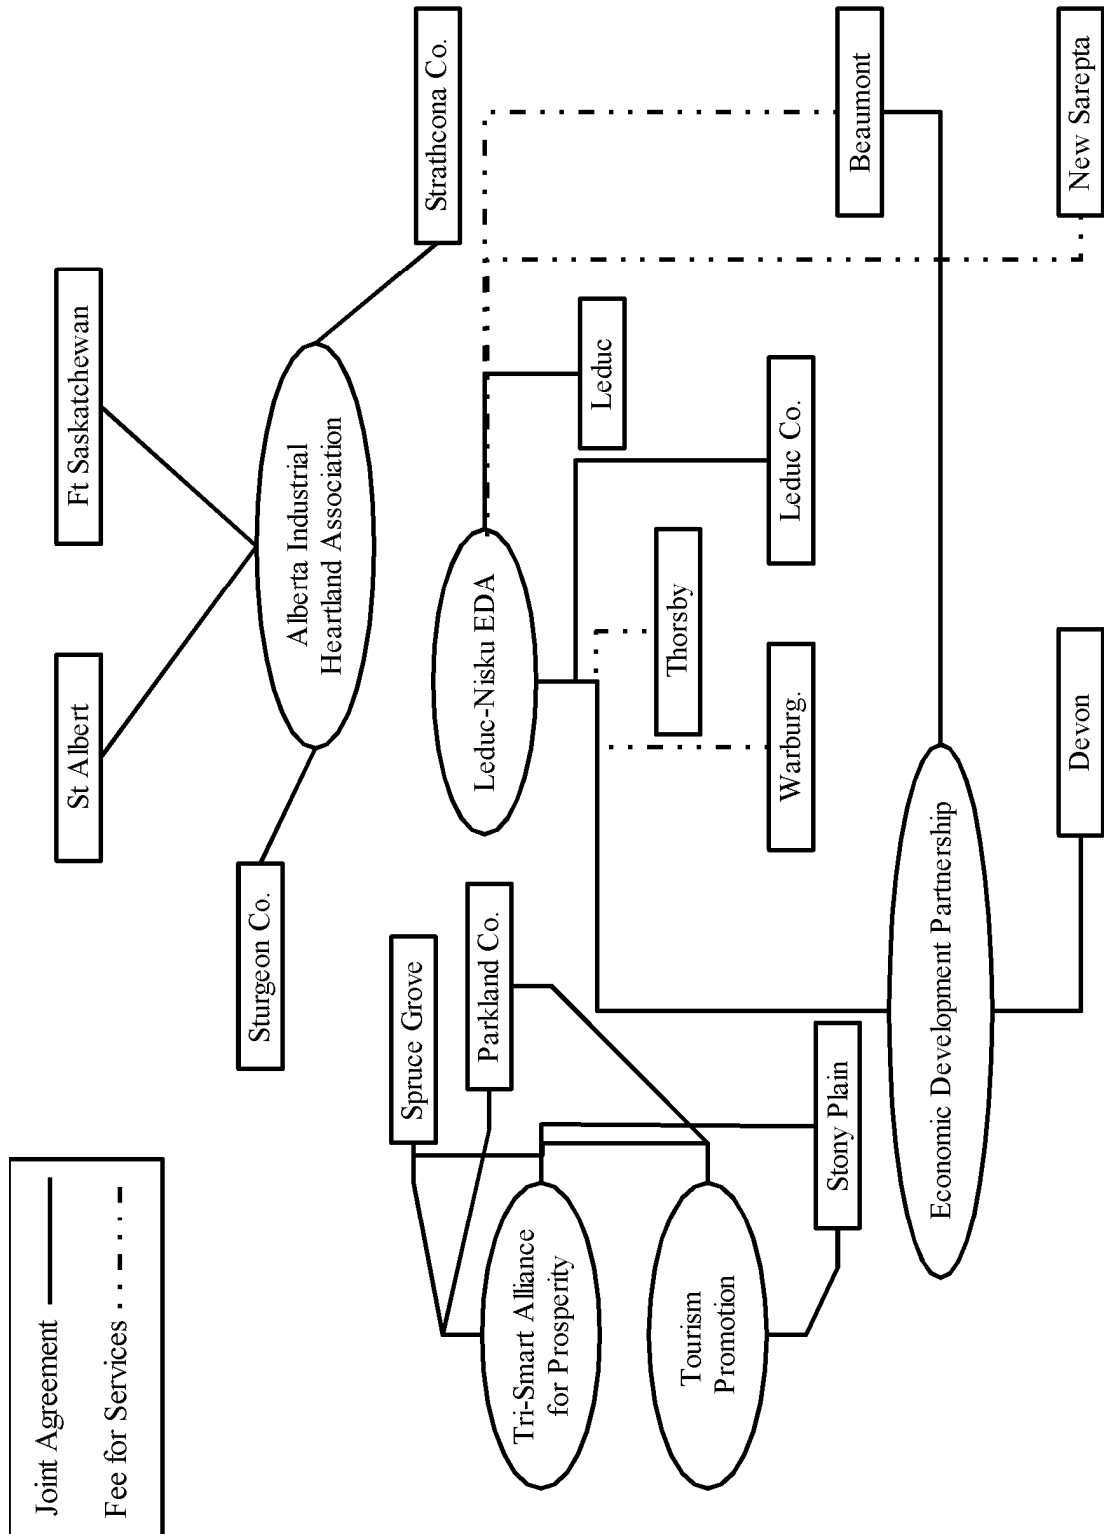 Joint Agreement
Fee for Services
St Albert
Ft Saskatchewan
Sturgeon Co.
Alberta Industrial
Heartland Association
Strathcona Co.
Spruce Grove
Parkland Co.
Leduc-Nisku EDA
Tri-Smart Alliance
for Prosperity
Leduc
Thorsby
Tourism
Promotion
Warburg.
Leduc Co.
Stony Plain
Beaumont
Economic Development Partnership
Devon
New Sarepta